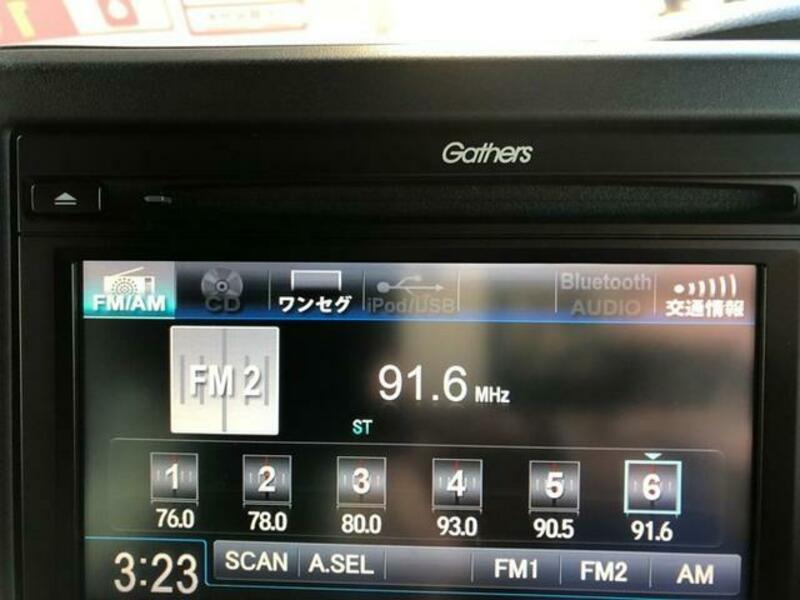 Gathers
FM/AM CD ワンセグ iPod/USB Bluetooth AUDIO 交通情報
FM 2 91.6 MHz
ST
1 2 3 4 5 6
76.0 78.0 80.0 93.0 90.5 91.6
3:23 SCAN A.SEL FM1 FM2 AM